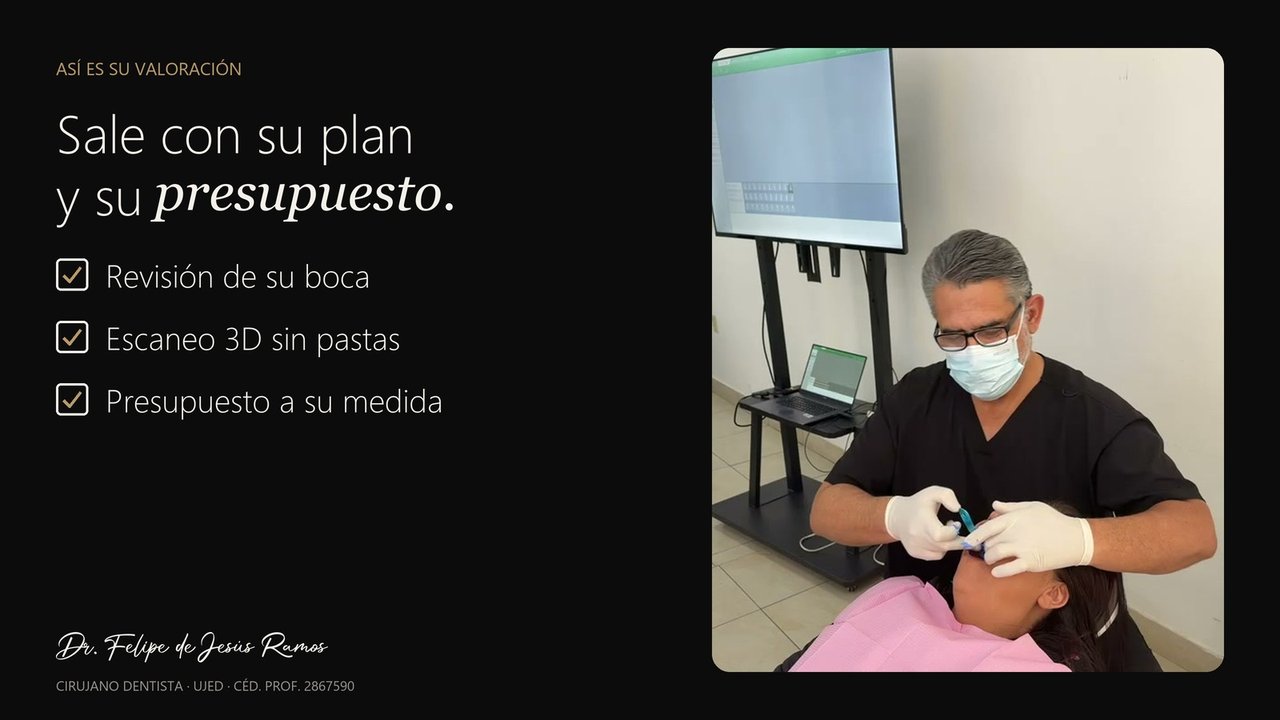 ASÍ ES SU VALORACIÓN
Sale con su plan
y su presupuesto.
Revisión de su boca
Escaneo 3D sin pastas
Presupuesto a su medida
Dr. Felipe de Jesús Ramos
CIRUJANO DENTISTA · UJED · CÉD. PROF. 2867590